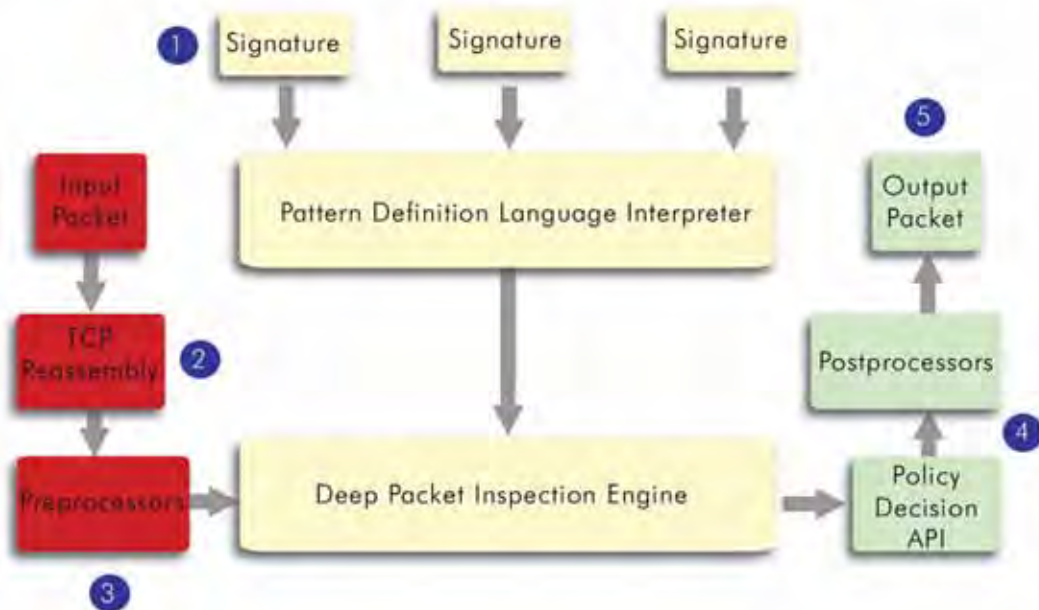 1
Signature
Signature
Signature
5
Input
Packet
Pattern Definition Language Interpreter
Output
Packet
TCP
Reassembly
2
Postprocessors
4
Preprocessors
Deep Packet Inspection Engine
Policy
Decision
API
3